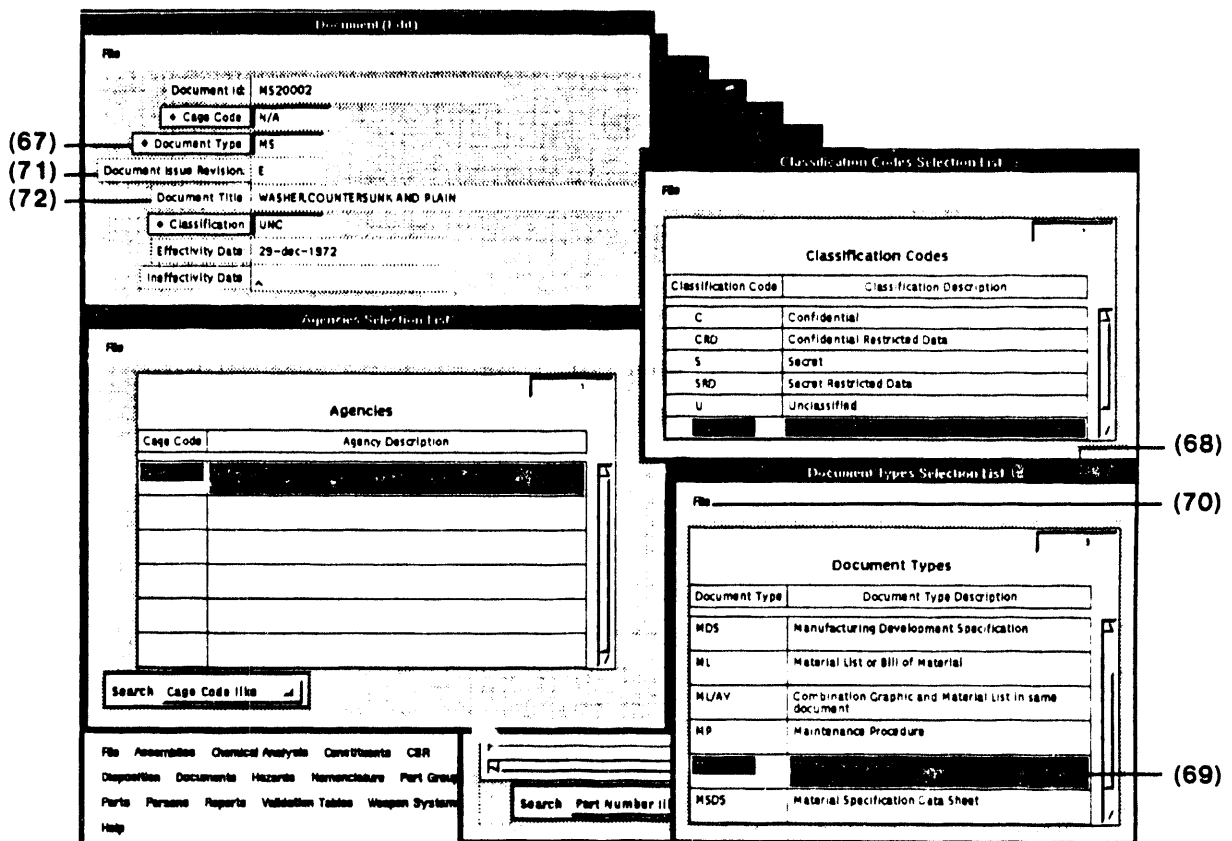 Document (Edit)
File
Document Id: MS20002
Cage Code N/A
(67) Document Type MS
(71) Document Issue Revision: E
(72) Document Title WASHER,COUNTERSUNK AND PLAIN
Classification UNC
Effectivity Date 29-dec-1972
Ineffectivity Date
Classification Codes Selection List
File
Classification Codes
Classification Code Classification Description
C Confidential
CRD Confidential Restricted Data
S Secret
SRD Secret Restricted Data
U Unclassified
Agencies Selection List
File
Agencies
Cage Code Agency Description
Search Cage Code like
(68)
Document Types Selection List
File (70)
Document Types
Document Type Document Type Description
MDS Manufacturing Development Specification
ML Material List or Bill of Material
ML/AY Combination Graphic and Material List in same
document
MP Maintenance Procedure
(69)
MSDS Material Specification Data Sheet
File Assemblies Chemical Analysis Constituents CBR
Disposition Documents Hazards Nomenclature Part Group
Parts Persons Reports Validation Tables Weapon Systems
Help
Search Part Number li